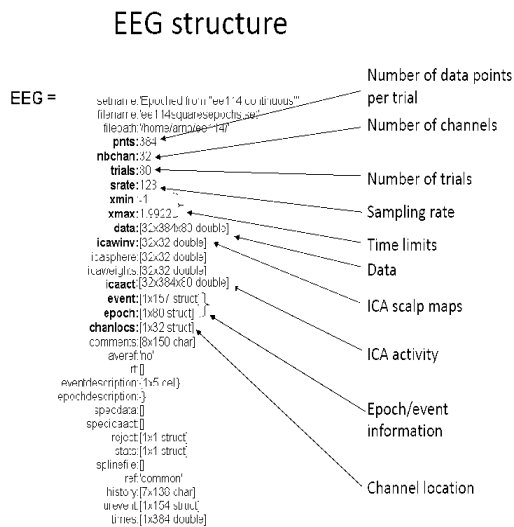 EEG structure
EEG =
setname:'Epoched from "ee114 continuous"'
filename:'ee114squaresepochs.set'
filepath:'/home/arno/ee114/'
pnts:384
nbchan:32
trials:80
srate:128
xmin:-1
xmax:1.9922
data:[32x384x80 double]
icawinv:[32x32 double]
icasphere:[32x32 double]
icaweights:[32x32 double]
icaact:[32x384x80 double]
event:[1x157 struct]
epoch:[1x80 struct]
chanlocs:[1x32 struct]
comments:[8x150 char]
averef:'no'
rt:[]
eventdescription:{1x5 cell}
epochdescription:{}
specdata:[]
specicaact:[]
reject:[1x1 struct]
stats:[1x1 struct]
splinefile:[]
ref:'common'
history:[7x138 char]
urevent:[1x154 struct]
times:[1x384 double]
Number of data points
per trial
Number of channels
Number of trials
Sampling rate
Time limits
Data
ICA scalp maps
ICA activity
Epoch/event
information
Channel location